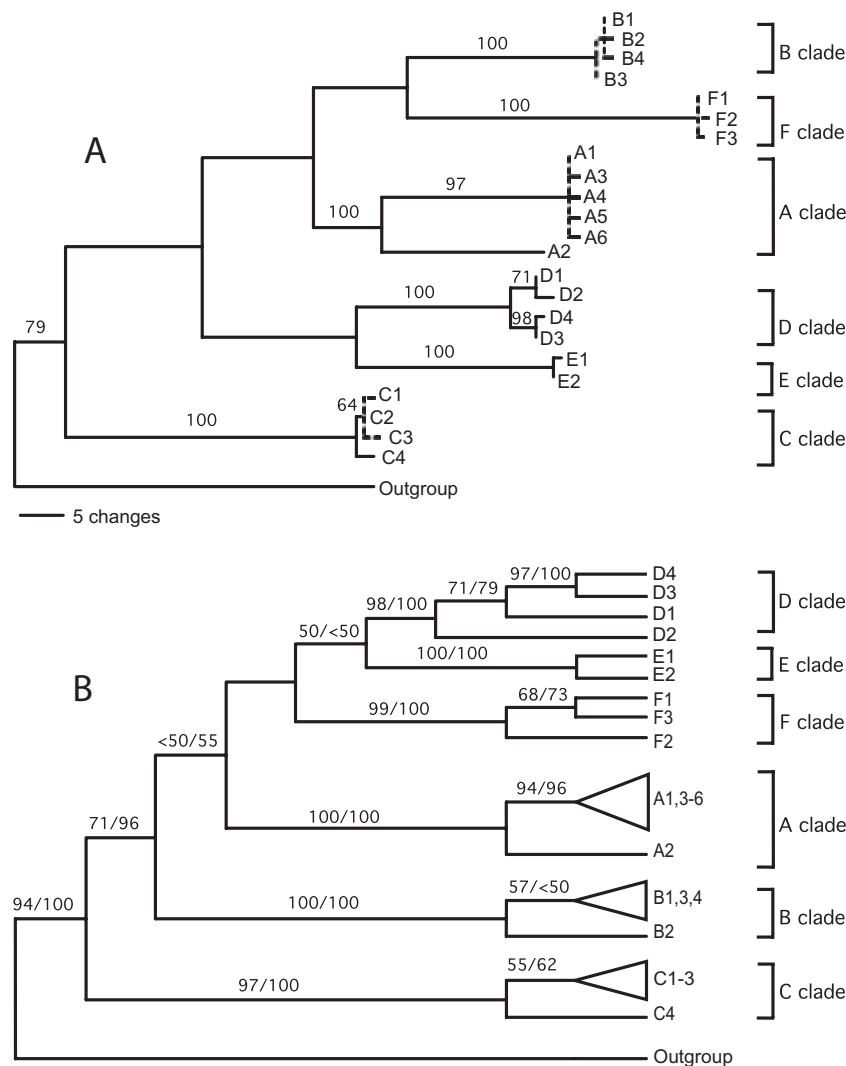 B1
100
B2
B clade
B4
B3
F1
100
F2
F clade
F3
A
A1
A3
97
A4
A clade
100
A5
A6
A2
71
D1
100
D2
D clade
98
D4
D3
100
E1
E clade
E2
79
C1
64
C2
C clade
100
C3
C4
Outgroup
5 changes
97/100
D4
D clade
71/79
D3
98/100
D1
50/<50
D2
100/100
E1
E clade
E2
B
68/73
F1
99/100
F3
F clade
F2
<50/55
94/96
A1,3-6
100/100
A clade
71/96
A2
57/<50
B1,3,4
94/100
100/100
B clade
B2
55/62
C1-3
97/100
C clade
C4
Outgroup